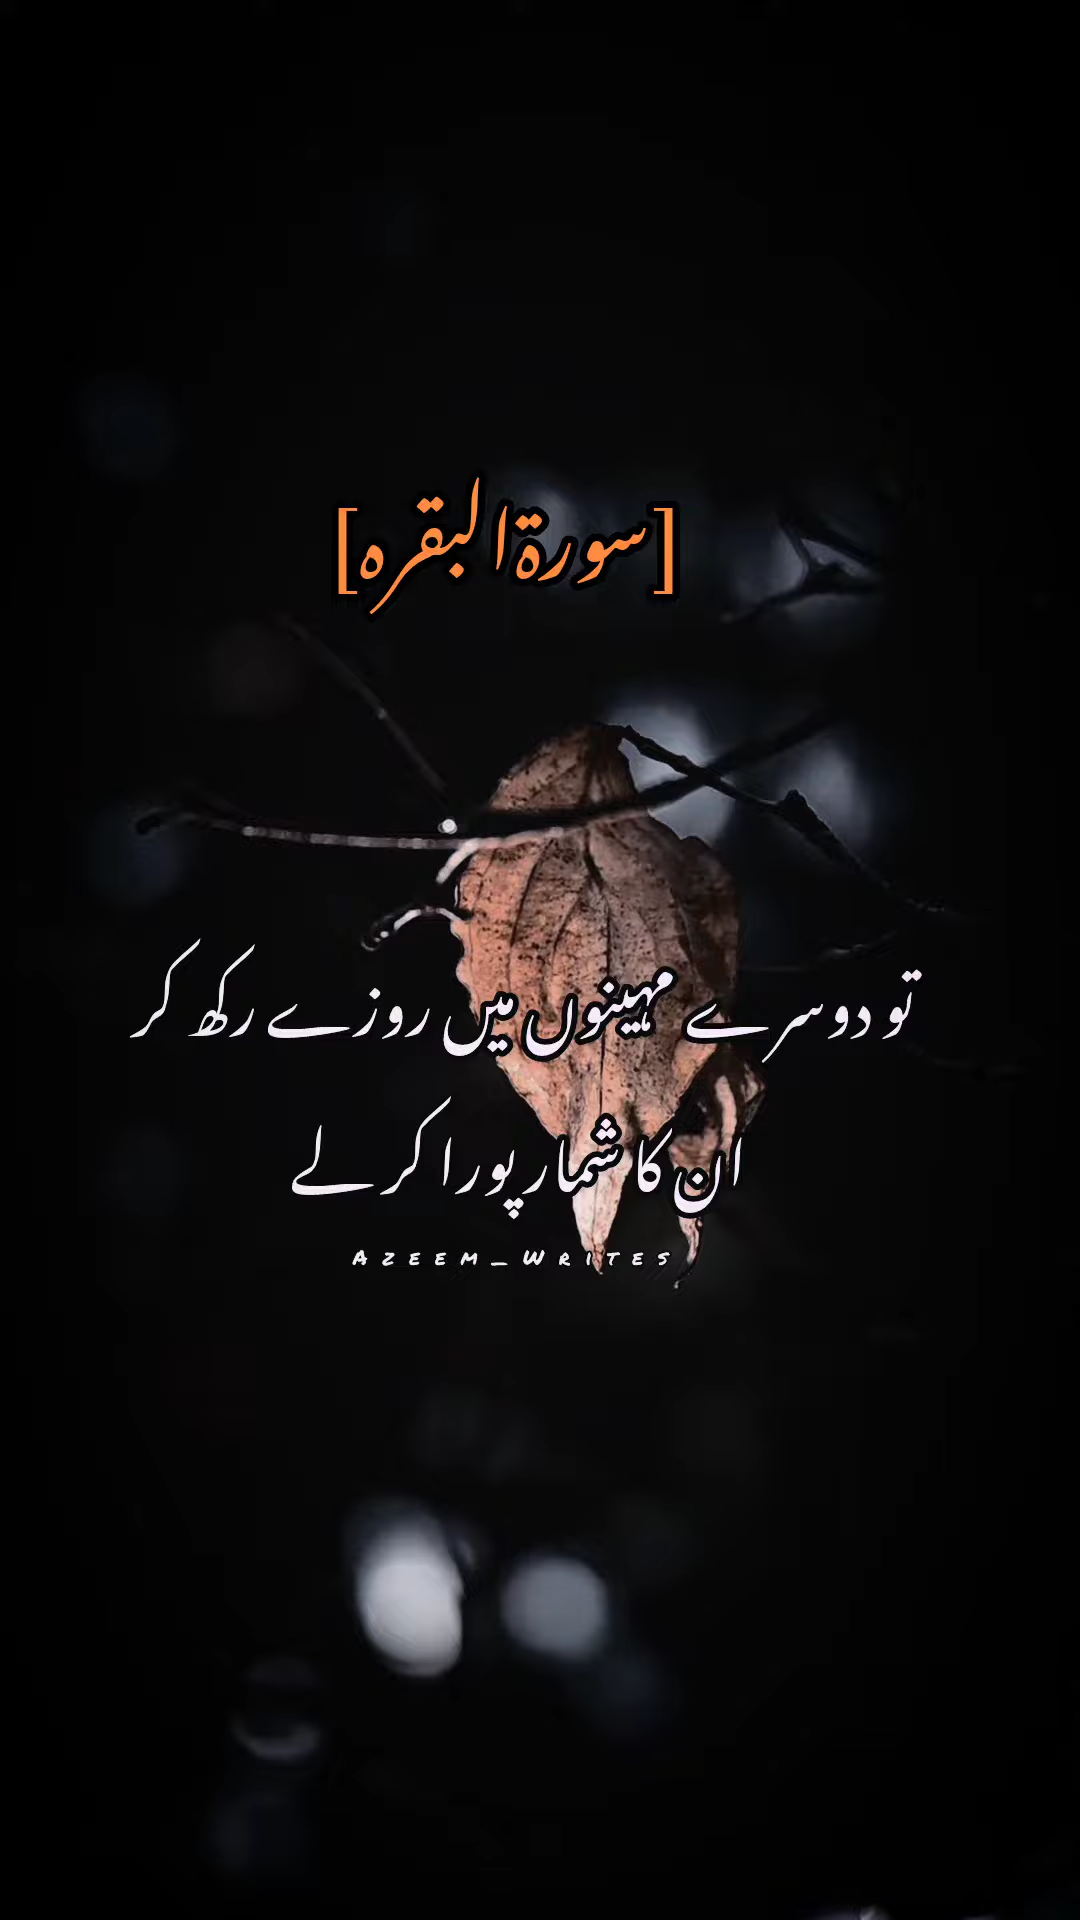 [سورۃ البقرہ]
تو دوسرے مہینوں میں روزے رکھ کر
ان کا شمار پورا کر لے
AZEEM_WRITES